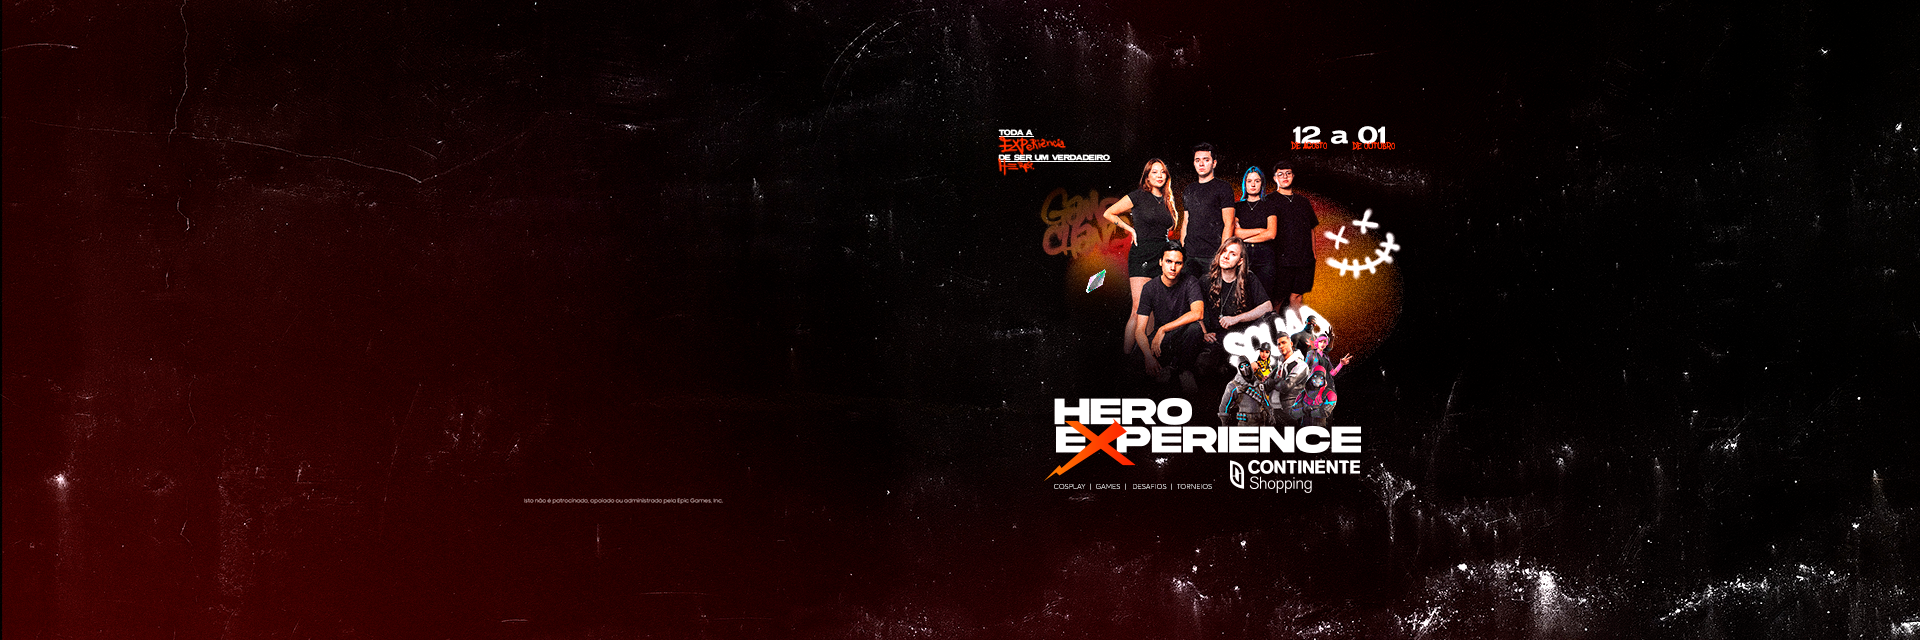 TODA A
EXPeRiência
DE SER UM VERDADEIRO
12 a 01
DE AGOSTO DE OUTUBRO
SQUAD
HERO
EXPERIENCE
CONTINENTE
Shopping
COSPLAY | GAMES | DESAFIOS | TORNEIOS
Isto não é patrocinado, apoiado ou administrado pela Epic Games, Inc.